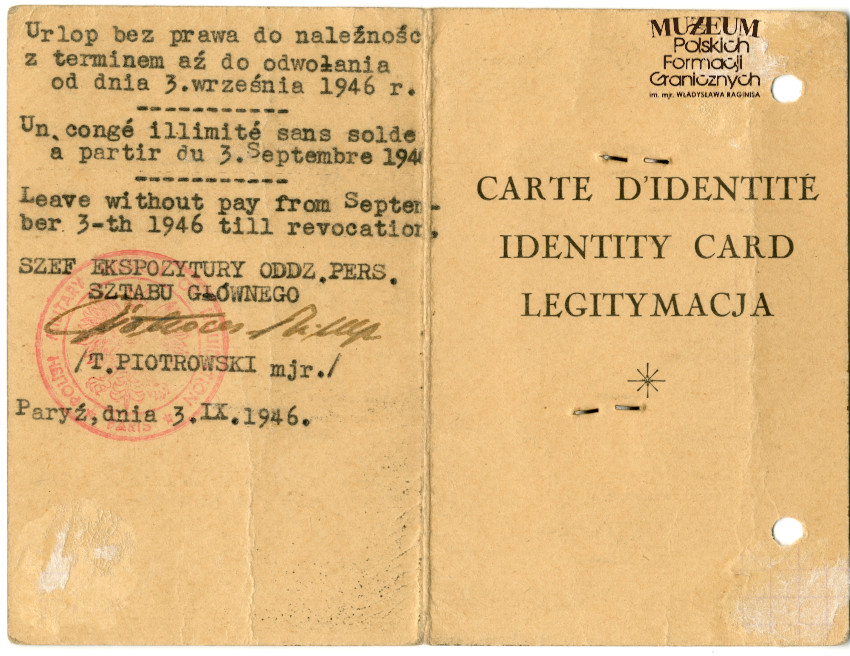 Urlop bez prawa do należnośc
z terminem aż do odwołania
od dnia 3.września 1946 r.
------------
Un congé illimité sans solde
a partir du 3.Septembre 194
------------
Leave without pay from Septem-
ber 3-th 1946 till revocation.
SZEF EKSPOZYTURY ODDZ.PERS.
SZTABU GŁÓWNEGO
/T.PIOTROWSKI mjr./
Paryż,dnia 3.IX.1946.
POLISH MILITARY
PARIS
MUZEUM
Polskich
Formacji
Granicznych
im. mjr. WŁADYSŁAWA RAGINISA
CARTE D'IDENTITÉ
IDENTITY CARD
LEGITYMACJA